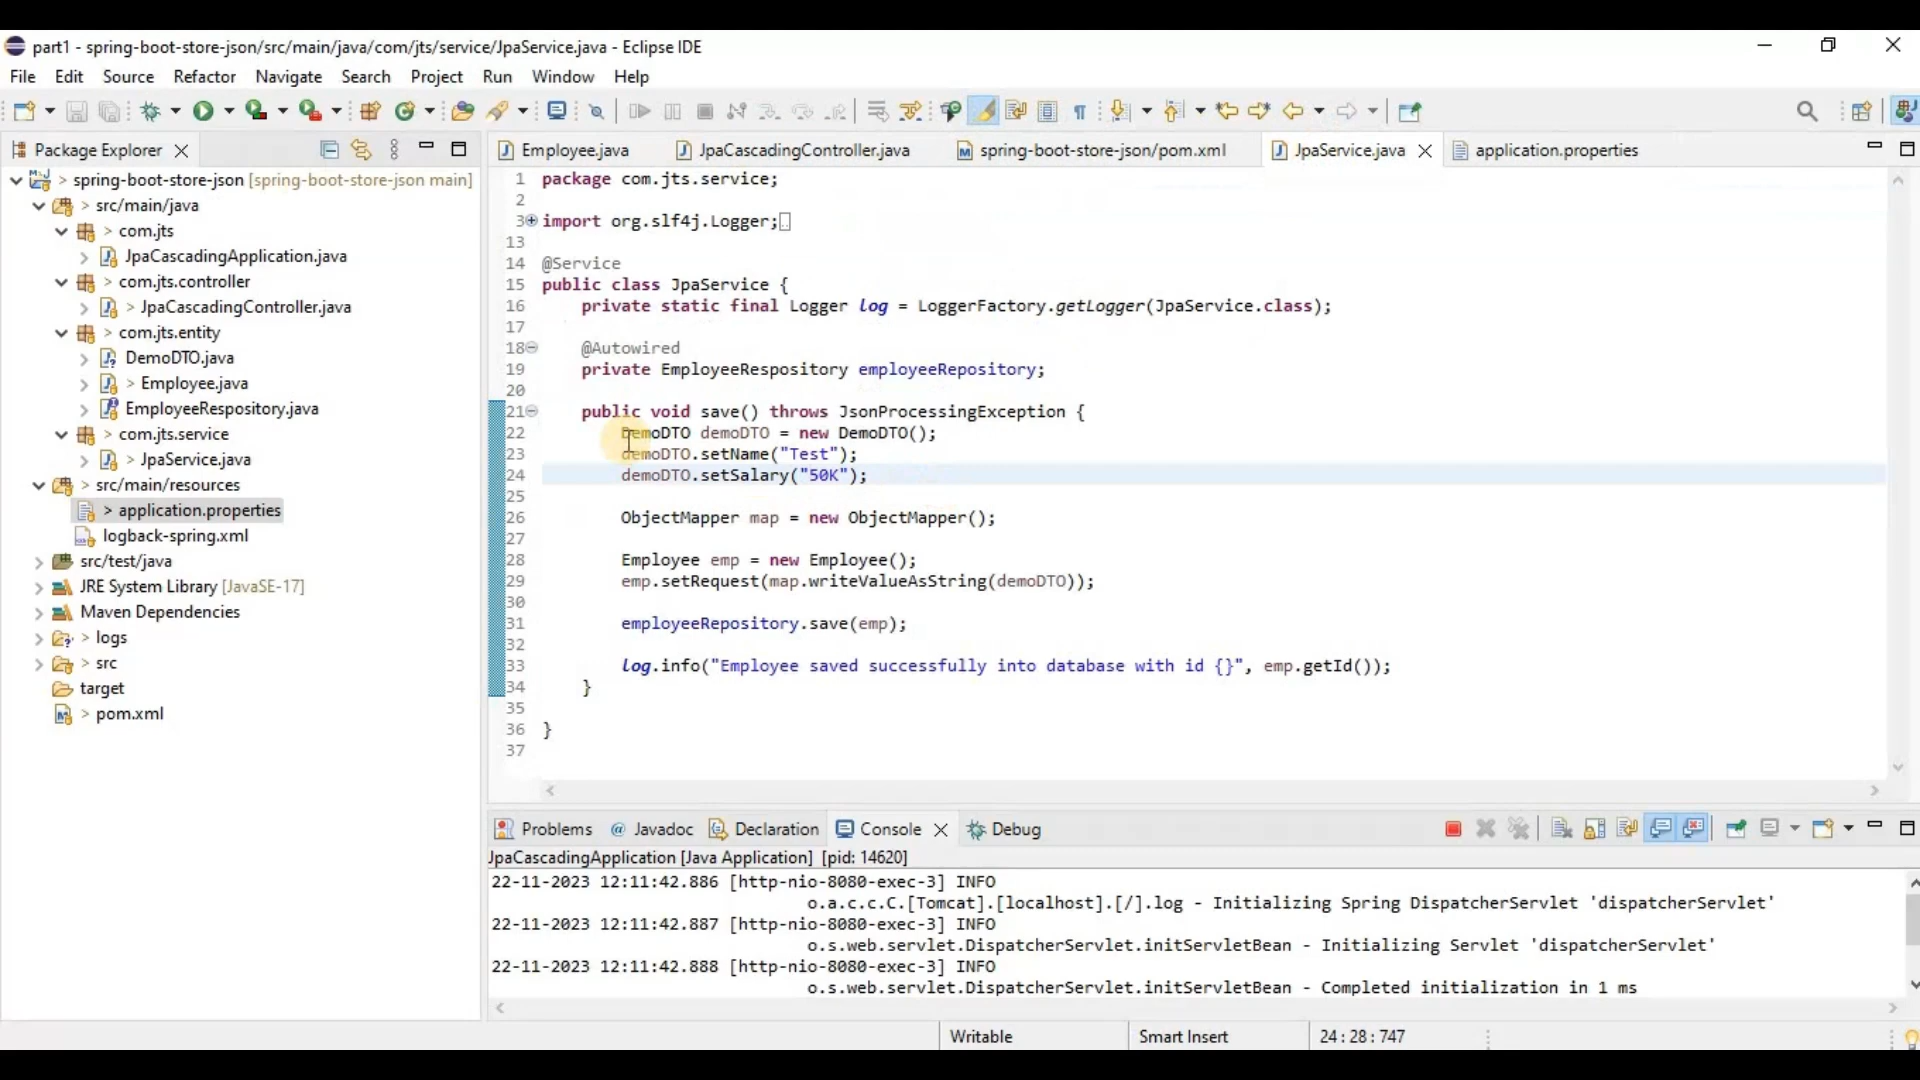 part1 - spring-boot-store-json/src/main/java/com/jts/service/JpaService.java - Eclipse IDE
File Edit Source Refactor Navigate Search Project Run Window Help
Package Explorer
Employee.java JpaCascadingController.java spring-boot-store-json/pom.xml JpaService.java application.properties
> spring-boot-store-json [spring-boot-store-json main]
> src/main/java
> com.jts
JpaCascadingApplication.java
> com.jts.controller
> JpaCascadingController.java
> com.jts.entity
DemoDTO.java
> Employee.java
EmployeeRespository.java
> com.jts.service
> JpaService.java
> src/main/resources
> application.properties
logback-spring.xml
src/test/java
JRE System Library [JavaSE-17]
Maven Dependencies
> logs
> src
target
> pom.xml
1 package com.jts.service;
2
3 import org.slf4j.Logger;
13
14 @Service
15 public class JpaService {
16 private static final Logger log = LoggerFactory.getLogger(JpaService.class);
17
18 @Autowired
19 private EmployeeRespository employeeRepository;
20
21 public void save() throws JsonProcessingException {
22 DemoDTO demoDTO = new DemoDTO();
23 demoDTO.setName("Test");
24 demoDTO.setSalary("50K");
25
26 ObjectMapper map = new ObjectMapper();
27
28 Employee emp = new Employee();
29 emp.setRequest(map.writeValueAsString(demoDTO));
30
31 employeeRepository.save(emp);
32
33 log.info("Employee saved successfully into database with id {}", emp.getId());
34 }
35
36 }
37
Problems @ Javadoc Declaration Console Debug
JpaCascadingApplication [Java Application] [pid: 14620]
22-11-2023 12:11:42.886 [http-nio-8080-exec-3] INFO
o.a.c.c.C.[Tomcat].[localhost].[/].log - Initializing Spring DispatcherServlet 'dispatcherServlet'
22-11-2023 12:11:42.887 [http-nio-8080-exec-3] INFO
o.s.web.servlet.DispatcherServlet.initServletBean - Initializing Servlet 'dispatcherServlet'
22-11-2023 12:11:42.888 [http-nio-8080-exec-3] INFO
o.s.web.servlet.DispatcherServlet.initServletBean - Completed initialization in 1 ms
Writable Smart Insert 24 : 28 : 747